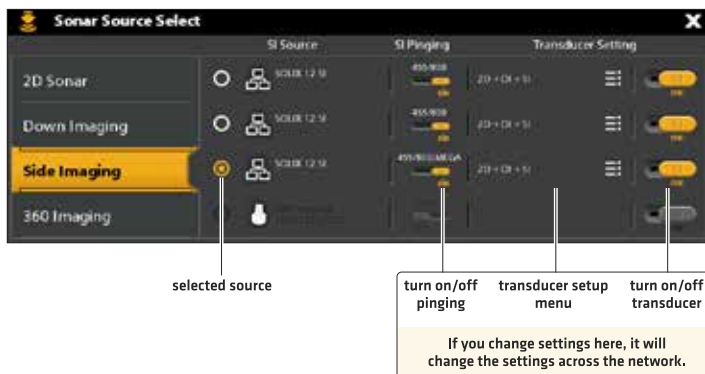 Sonar Source Select
SI Source SI Pinging Transducer Setting
2D Sonar SOLIX 12 SI 455/800 2D + DI + SI
Down Imaging SOLIX 12 SI 455/800 2D + DI + SI
Side Imaging SOLIX 12 SI 455/800/MEGA 2D + DI + SI
360 Imaging
selected source
turn on/off pinging
transducer setup menu
turn on/off transducer
If you change settings here, it will
change the settings across the network.